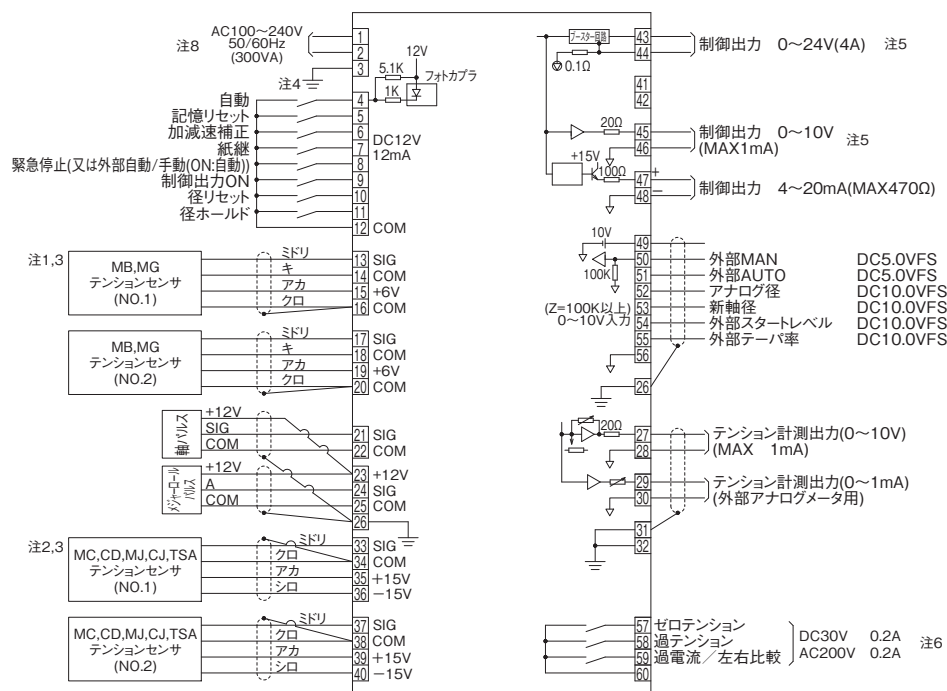 注8
AC100～240V
50/60Hz
(300VA)
1
2
3
注4
12V
5.1K
1K
フォトカプラ
DC12V
12mA
自動
4
記憶リセット
5
加減速補正
6
紙継
7
緊急停止(又は外部自動/手動(ON:自動))
8
制御出力ON
9
径リセット
10
径ホールド
11
12 COM
注1,3
MB,MG
テンションセンサ
(NO.1)
ミドリ
13 SIG
キ
14 COM
アカ
15 +6V
クロ
16 COM
MB,MG
テンションセンサ
(NO.2)
ミドリ
17 SIG
キ
18 COM
アカ
19 +6V
クロ
20 COM
軸パルス
+12V
SIG
COM
21 SIG
22 COM
メジャーロール
パルス
+12V
A
COM
23 +12V
24 SIG
25 COM
26
注2,3
MC,CD,MJ,CJ,TSA
テンションセンサ
(NO.1)
ミドリ
33 SIG
クロ
34 COM
アカ
35 +15V
シロ
36 −15V
MC,CD,MJ,CJ,TSA
テンションセンサ
(NO.2)
ミドリ
37 SIG
クロ
38 COM
アカ
39 +15V
シロ
40 −15V
ブースター回路
0.1Ω
43
44
制御出力 0～24V(4A) 注5
41
42
20Ω
45
46
制御出力 0～10V
(MAX1mA)
注5
+15V
100Ω
47 +
48 −
制御出力 4～20mA(MAX470Ω)
10V
49
100K
50 外部MAN DC5.0VFS
51 外部AUTO DC5.0VFS
52 アナログ径 DC10.0VFS
(Z=100K以上)
0～10V入力
53 新軸径 DC10.0VFS
54 外部スタートレベル DC10.0VFS
55 外部テーパ率 DC10.0VFS
56
26
20Ω
27
28
テンション計測出力(0～10V)
(MAX 1mA)
29
30
テンション計測出力(0～1mA)
(外部アナログメータ用)
31
32
57 ゼロテンション
58 過テンション
59 過電流／左右比較
60
DC30V 0.2A
AC200V 0.2A
注6